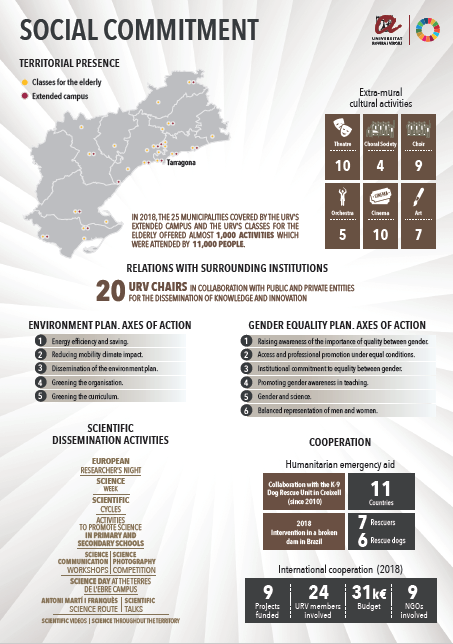 SOCIAL COMMITMENT
UNIVERSITAT
ROVIRA i VIRGILI
TERRITORIAL PRESENCE
Classes for the elderly
Extended campus
Tarragona
Extra-mural
cultural activities
Theatre
Choral Society
Choir
10
4
9
CINEMA
Orchestra
Cinema
Art
5
10
7
IN 2018, THE 25 MUNICIPALITIES COVERED BY THE URV'S
EXTENDED CAMPUS AND THE URV'S CLASSES FOR THE
ELDERLY OFFERED ALMOST 1,000 ACTIVITIES WHICH
WERE ATTENDED BY 11,000 PEOPLE.
RELATIONS WITH SURROUNDING INSTITUTIONS
20 URV CHAIRS IN COLLABORATION WITH PUBLIC AND PRIVATE ENTITIES
FOR THE DISSEMINATION OF KNOWLEDGE AND INNOVATION
ENVIRONMENT PLAN. AXES OF ACTION
1 Energy efficiency and saving.
2 Reducing mobility climate impact.
3 Dissemination of the environment plan.
4 Greening the organisation.
5 Greening the curriculum.
GENDER EQUALITY PLAN. AXES OF ACTION
1 Raising awareness of the importance of quality between gender.
2 Access and professional promotion under equal conditions.
3 Institutional commitment to equality between gender.
4 Promoting gender awareness in teaching.
5 Gender and science.
6 Balanced representation of men and women.
SCIENTIFIC
DISSEMINATION ACTIVITIES
EUROPEAN
RESEARCHER'S NIGHT
SCIENCE
WEEK
SCIENTIFIC
CYCLES
ACTIVITIES
TO PROMOTE SCIENCE
IN PRIMARY AND
SECONDARY SCHOOLS
SCIENCE | SCIENCE
COMMUNICATION | PHOTOGRAPHY
WORKSHOPS | COMPETITION
SCIENCE DAY AT THE TERRES
DE L'EBRE CAMPUS
ANTONI MARTÍ I FRANQUÈS | SCIENTIFIC
SCIENCE ROUTE | TALKS
SCIENTIFIC VIDEOS | SCIENCE THROUGHOUT THE TERRITORY
COOPERATION
Humanitarian emergency aid
Collaboration with the K-9
Dog Rescue Unit in Creixell
(since 2010)
11
Countries
2018
Intervention in a broken
dam in Brazil
7 Rescuers
6 Rescue dogs
International cooperation (2018)
9
Projects
funded
24
URV members
involved
31k€
Budget
9
NGOs
involved